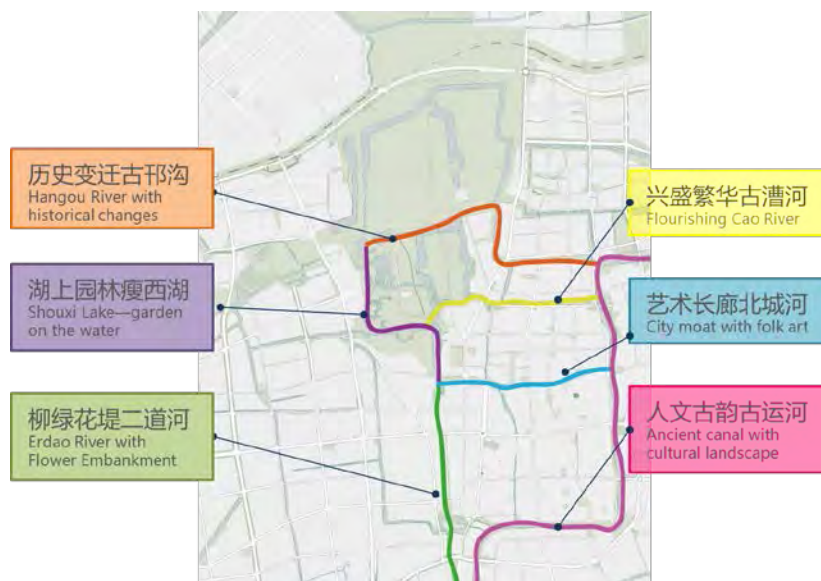 历史变迁古邗沟
Hangou River with
historical changes
湖上园林瘦西湖
Shouxi Lake—garden
on the water
柳绿花堤二道河
Erdao River with
Flower Embankment
兴盛繁华古漕河
Flourishing Cao River
艺术长廊北城河
City moat with folk art
人文古韵古运河
Ancient canal with
cultural landscape